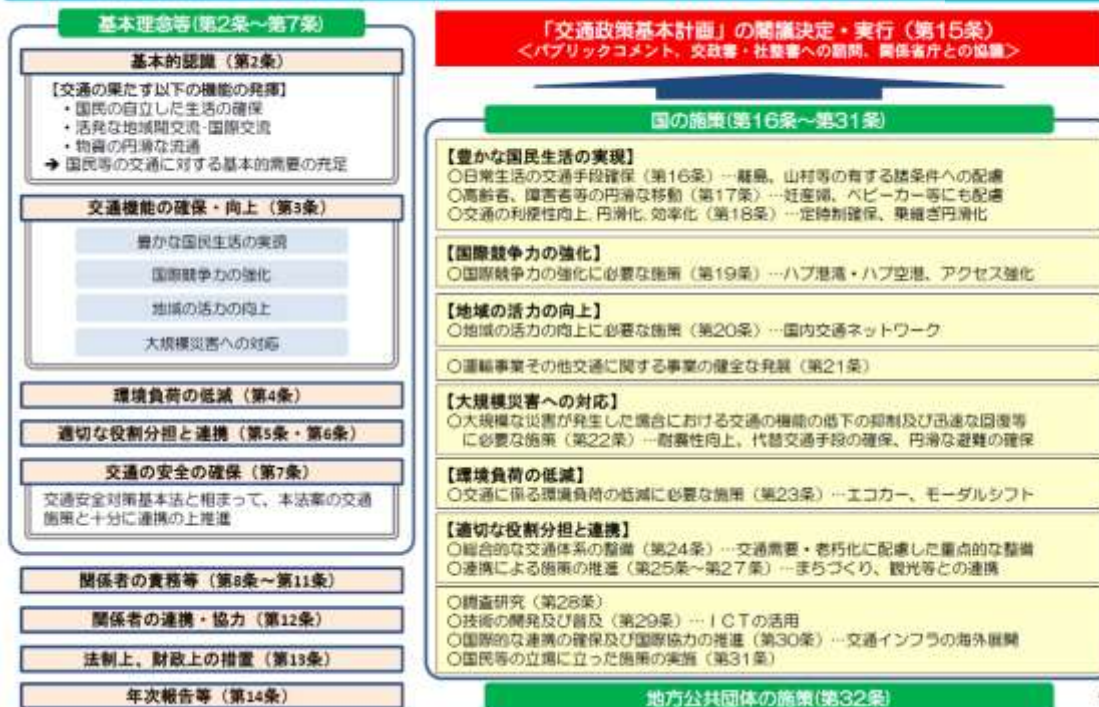 基本理念等(第2条~第7条)
基本的認識(第2条)
【交通の果たす以下の機能の発揮】
・国民の自立した生活の確保
・活発な地域間交流・国際交流
・物資の円滑な流通
➔ 国民等の交通に対する基本的需要の充足
交通機能の確保・向上(第3条)
豊かな国民生活の実現
国際競争力の強化
地域の活力の向上
大規模災害への対応
環境負荷の低減(第4条)
適切な役割分担と連携(第5条・第6条)
交通の安全の確保(第7条)
交通安全対策基本法と相まって、本法案の交通
施策と十分に連携の上推進
関係者の責務等(第8条~第11条)
関係者の連携・協力(第12条)
法制上、財政上の措置(第13条)
年次報告等(第14条)
「交通政策基本計画」の閣議決定・実行(第15条)
<パブリックコメント、交政審・社整審への諮問、関係省庁との協議>
国の施策(第16条~第31条)
【豊かな国民生活の実現】
○日常生活の交通手段確保(第16条)…離島、山村等の有する諸条件への配慮
○高齢者、障害者等の円滑な移動(第17条)…妊産婦、ベビーカー等にも配慮
○交通の利便性向上、円滑化、効率化(第18条)…定時制確保、乗継ぎ円滑化
【国際競争力の強化】
○国際競争力の強化に必要な施策(第19条)…ハブ港湾・ハブ空港、アクセス強化
【地域の活力の向上】
○地域の活力の向上に必要な施策(第20条)…国内交通ネットワーク
○運輸事業その他交通に関する事業の健全な発展(第21条)
【大規模災害への対応】
○大規模な災害が発生した場合における交通の機能の低下の抑制及び迅速な回復等
に必要な施策(第22条)…耐震性向上、代替交通手段の確保、円滑な避難の確保
【環境負荷の低減】
○交通に係る環境負荷の低減に必要な施策(第23条)…エコカー、モーダルシフト
【適切な役割分担と連携】
○総合的な交通体系の整備(第24条)…交通需要・老朽化に配慮した重点的な整備
○連携による施策の推進(第25条~第27条)…まちづくり、観光等との連携
○調査研究(第28条)
○技術の開発及び普及(第29条)…ICTの活用
○国際的な連携の確保及び国際協力の推進(第30条)…交通インフラの海外展開
○国民等の立場に立った施策の実施(第31条)
地方公共団体の施策(第32条)